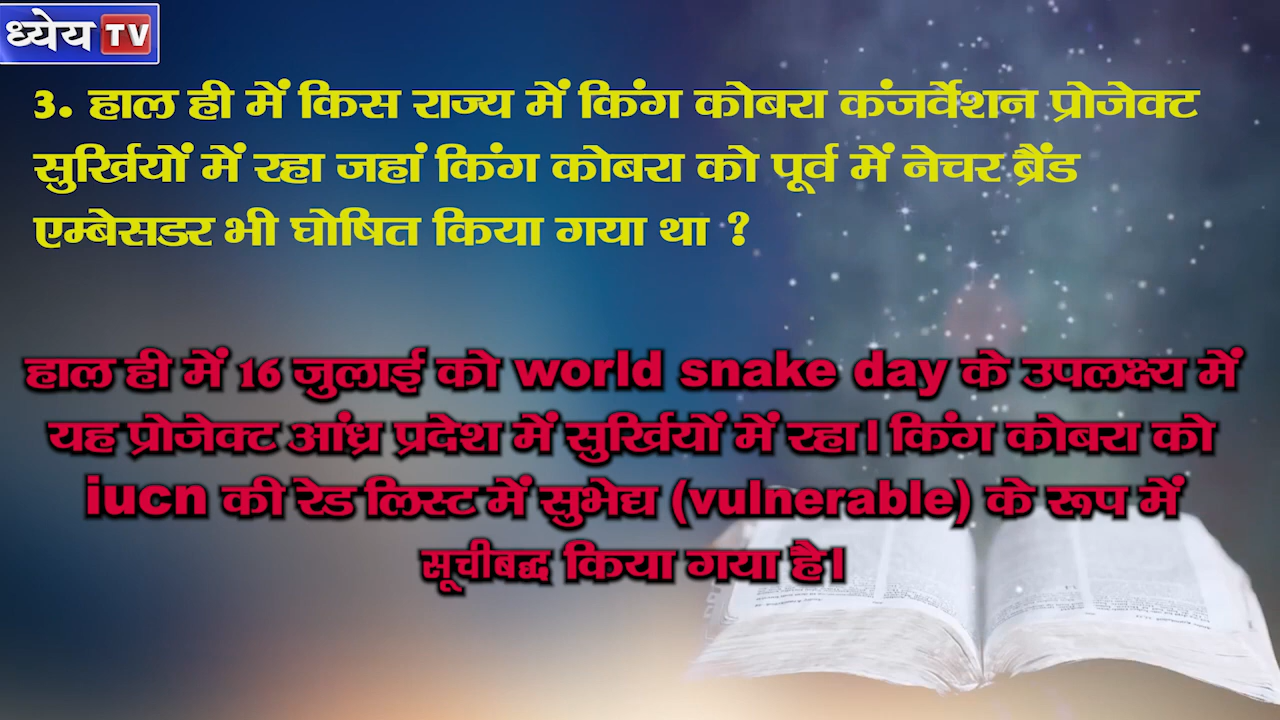 ध्येय TV
3. हाल ही में किस राज्य में किंग कोबरा कंजर्वेशन प्रोजेक्ट
सुर्खियों में रहा जहां किंग कोबरा को पूर्व में नेचर ब्रैंड
एम्बेसडर भी घोषित किया गया था ?
हाल ही में 16 जुलाई को world snake day के उपलक्ष्य में
यह प्रोजेक्ट आंध्र प्रदेश में सुर्खियों में रहा। किंग कोबरा को
iucn की रेड लिस्ट में सुभेद्य (vulnerable) के रूप में
सूचीबद्ध किया गया है।